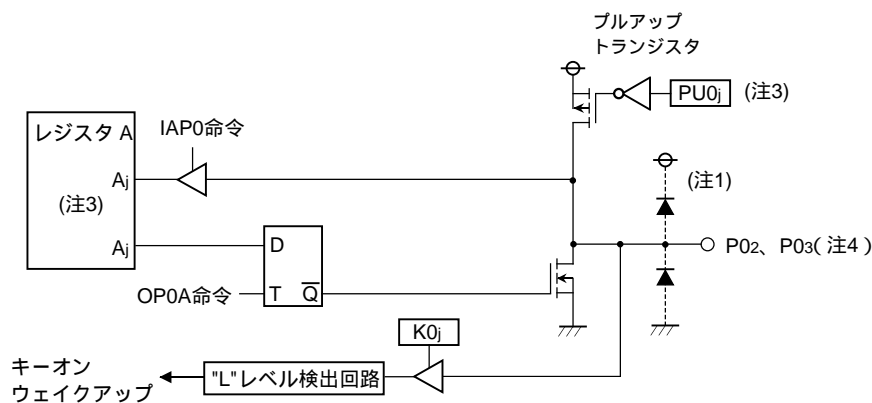 プルアップ
トランジスタ
PU0j
(注3)
レジスタ A
IAP0命令
Aj
(注3)
(注1)
Aj
D
P02、P03(注4)
OP0A命令
T Q̅
K0j
キーオン
ウェイクアップ
"L"レベル検出回路